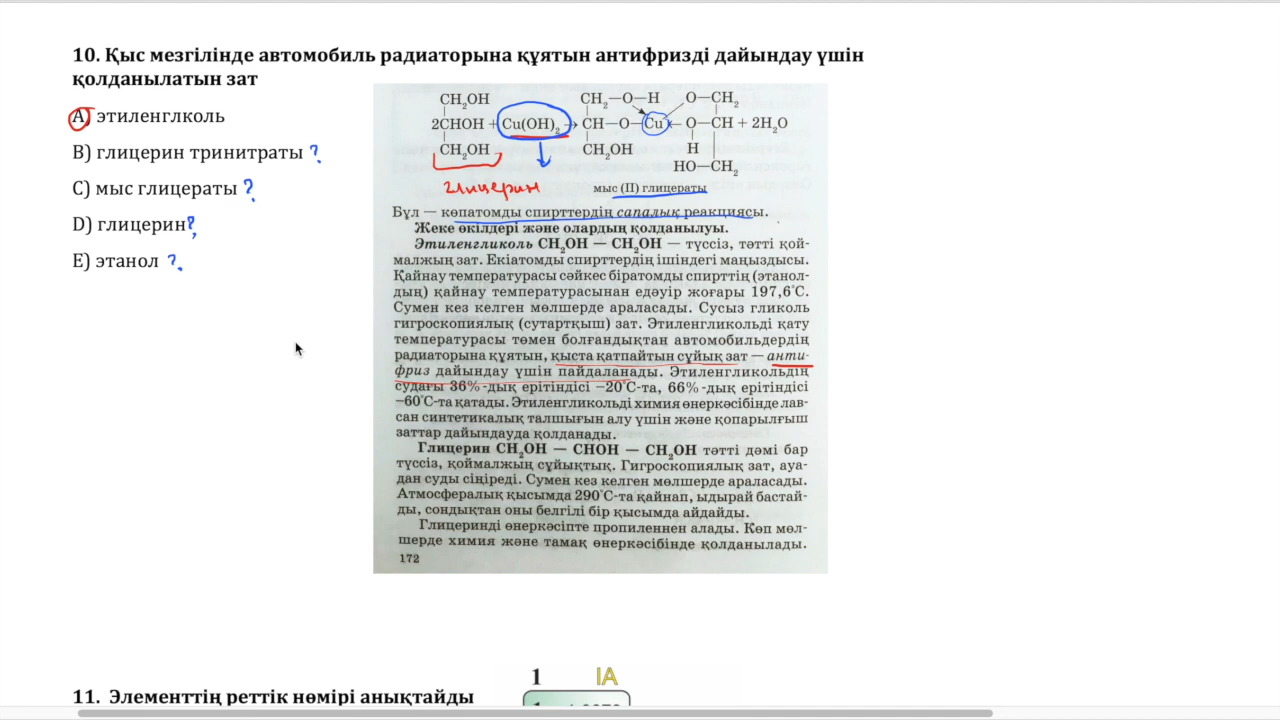 10. Қыс мезгілінде автомобиль радиаторына құятын антифризді дайындау үшін
қолданылатын зат
A) этиленглколь
B) глицерин тринитраты ?
C) мыс глицераты ?
D) глицерин?
E) этанол ?
CH₂OH CH₂—O—H O—CH₂
2CHOH + Cu(OH)₂ → CH—O—Cu O—CH + 2H₂O
CH₂OH CH₂OH H
HO—CH₂
глицерин мыс (II) глицераты
Бұл — көпатомды спирттердің сапалық реакциясы.
Жеке өкілдері және олардың қолданылуы.
Этиленгликоль CH₂OH — CH₂OH — түссіз, тәтті қой-
малжың зат. Екіатомды спирттердің ішіндегі маңыздысы.
Қайнау температурасы сәйкес біратомды спирттің (этанол-
дың) қайнау температурасынан едәуір жоғары 197,6°С.
Сумен кез келген мөлшерде араласады. Сусыз гликоль
гигроскопиялық (сутартқыш) зат. Этиленгликольді қату
температурасы төмен болғандықтан автомобильдердің
радиаторына құятын, қыста қатпайтын сұйық зат — анти-
фриз дайындау үшін пайдаланады. Этиленгликольдің
судағы 36%-дық ерітіндісі −20°С-та, 66%-дық ерітіндісі
−60°С-та қатады. Этиленгликольді химия өнеркәсібінде лав-
сан синтетикалық талшығын алу үшін және қопарылғыш
заттар дайындауда қолданады.
Глицерин CH₂OH — CHOH — CH₂OH тәтті дәмі бар
түссіз, қоймалжың сұйықтық. Гигроскопиялық зат, ауа-
дан суды сіңіреді. Сумен кез келген мөлшерде араласады.
Атмосфералық қысымда 290°С-та қайнап, ыдырай бастай-
ды, сондықтан оны белгілі бір қысымда айдайды.
Глицеринді өнеркәсіпте пропиленнен алады. Көп мөл-
шерде химия және тамақ өнеркәсібінде қолданылады.
172
1 IA
11. Элементтің реттік нөмірі анықтайды